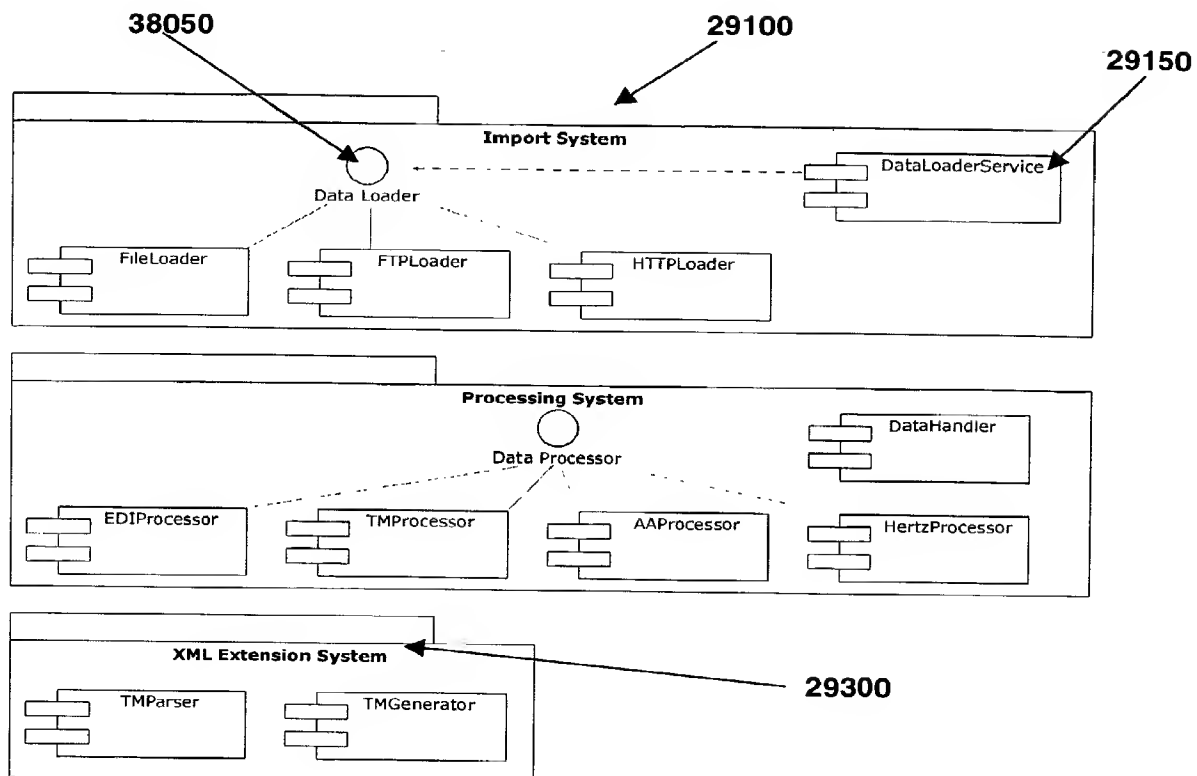 38050
29100
29150
Import System
Data Loader
DataLoaderService
FileLoader
FTPLoader
HTTPLoader
Processing System
Data Processor
DataHandler
EDIProcessor
TMProcessor
AAProcessor
HertzProcessor
XML Extension System
29300
TMParser
TMGenerator